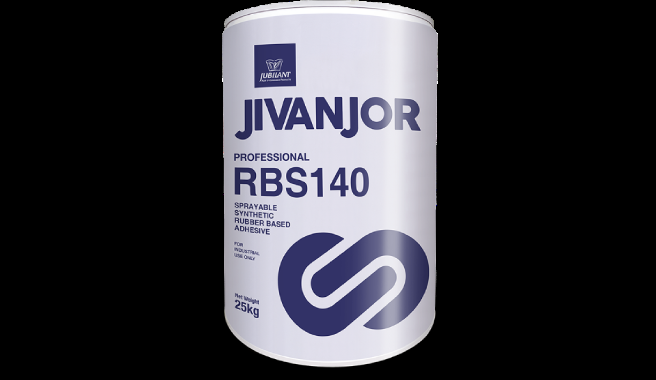 JUBILANT
JIVANJOR
PROFESSIONAL
RBS140
SPRAYABLE
SYNTHETIC
RUBBER BASED
ADHESIVE
FOR
INDUSTRIAL
USE ONLY
Net Weight
25kg